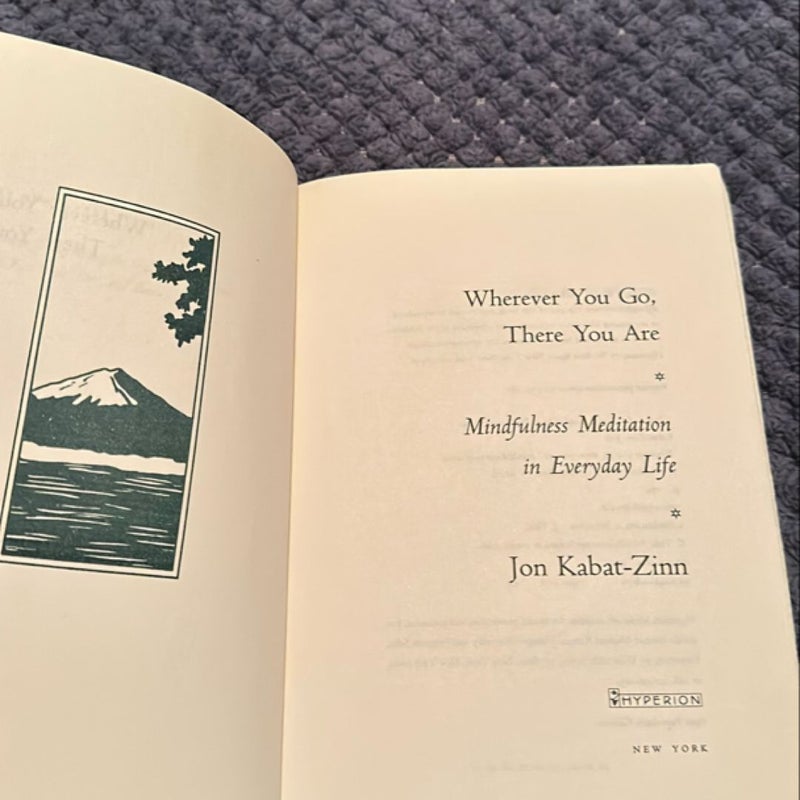 Wherever You Go,
There You Are
Mindfulness Meditation
in Everyday Life
Jon Kabat-Zinn
HYPERION
NEW YORK